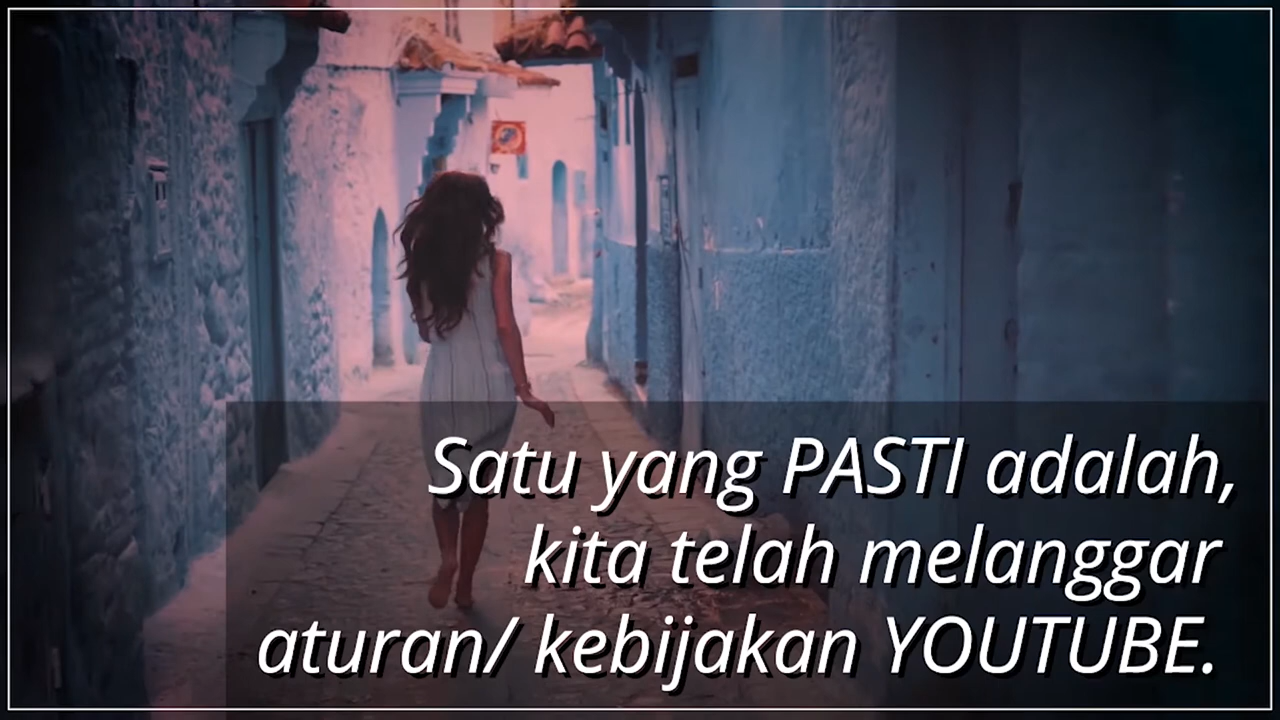 Satu yang PASTI adalah,
kita telah melanggar
aturan/ kebijakan YOUTUBE.